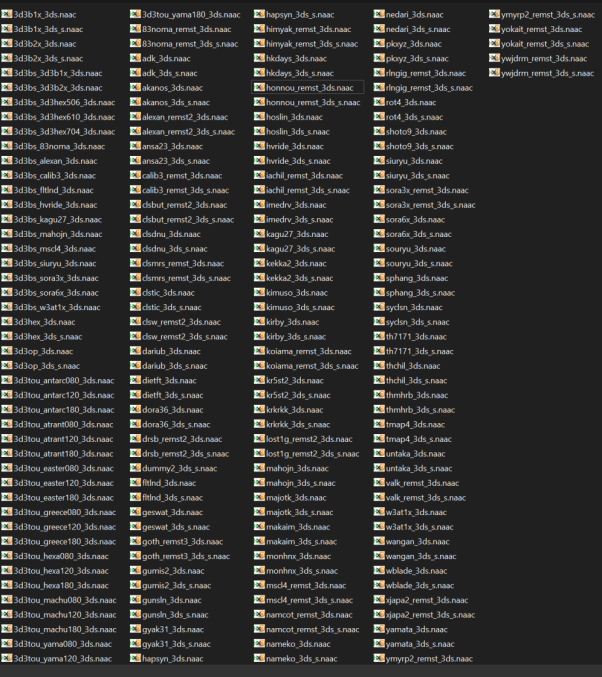 3d3b1x_3ds.naac
3d3b1x_3ds_s.naac
3d3b2x_3ds.naac
3d3b2x_3ds_s.naac
3d3bs_3d3b1x_3ds.naac
3d3bs_3d3b2x_3ds.naac
3d3bs_3d3hex506_3ds.naac
3d3bs_3d3hex610_3ds.naac
3d3bs_3d3hex704_3ds.naac
3d3bs_83noma_3ds.naac
3d3bs_alexan_3ds.naac
3d3bs_calib3_3ds.naac
3d3bs_fltlnd_3ds.naac
3d3bs_hvride_3ds.naac
3d3bs_kagu27_3ds.naac
3d3bs_mahojn_3ds.naac
3d3bs_mscl4_3ds.naac
3d3bs_siuryu_3ds.naac
3d3bs_sora3x_3ds.naac
3d3bs_sora6x_3ds.naac
3d3bs_w3at1x_3ds.naac
3d3hex_3ds.naac
3d3hex_3ds_s.naac
3d3op_3ds.naac
3d3op_3ds_s.naac
3d3tou_antarc080_3ds.naac
3d3tou_antarc120_3ds.naac
3d3tou_antarc180_3ds.naac
3d3tou_atrant080_3ds.naac
3d3tou_atrant120_3ds.naac
3d3tou_atrant180_3ds.naac
3d3tou_easter080_3ds.naac
3d3tou_easter120_3ds.naac
3d3tou_easter180_3ds.naac
3d3tou_greece080_3ds.naac
3d3tou_greece120_3ds.naac
3d3tou_greece180_3ds.naac
3d3tou_hexa080_3ds.naac
3d3tou_hexa120_3ds.naac
3d3tou_hexa180_3ds.naac
3d3tou_machu080_3ds.naac
3d3tou_machu120_3ds.naac
3d3tou_machu180_3ds.naac
3d3tou_yama080_3ds.naac
3d3tou_yama120_3ds.naac
3d3tou_yama180_3ds.naac
83noma_remst_3ds.naac
83noma_remst_3ds_s.naac
adk_3ds.naac
adk_3ds_s.naac
akanos_3ds.naac
akanos_3ds_s.naac
alexan_remst2_3ds.naac
alexan_remst2_3ds_s.naac
ansa23_3ds.naac
ansa23_3ds_s.naac
calib3_remst_3ds.naac
calib3_remst_3ds_s.naac
clsbut_remst2_3ds.naac
clsbut_remst2_3ds_s.naac
clsdnu_3ds.naac
clsdnu_3ds_s.naac
clsmrs_remst_3ds.naac
clsmrs_remst_3ds_s.naac
clstic_3ds.naac
clstic_3ds_s.naac
clsw_remst2_3ds.naac
clsw_remst2_3ds_s.naac
dariub_3ds.naac
dariub_3ds_s.naac
dietft_3ds.naac
dietft_3ds_s.naac
dora36_3ds.naac
dora36_3ds_s.naac
drsb_remst2_3ds.naac
drsb_remst2_3ds_s.naac
dummy2_3ds_s.naac
fltlnd_3ds.naac
fltlnd_3ds_s.naac
geswat_3ds.naac
geswat_3ds_s.naac
goth_remst3_3ds.naac
goth_remst3_3ds_s.naac
gumis2_3ds.naac
gumis2_3ds_s.naac
gunsln_3ds.naac
gunsln_3ds_s.naac
gyak31_3ds.naac
gyak31_3ds_s.naac
hapsyn_3ds.naac
hapsyn_3ds_s.naac
himyak_remst_3ds.naac
himyak_remst_3ds_s.naac
hkdays_3ds.naac
hkdays_3ds_s.naac
honnou_remst_3ds.naac
honnou_remst_3ds_s.naac
hoslin_3ds.naac
hoslin_3ds_s.naac
hvride_3ds.naac
hvride_3ds_s.naac
iachil_remst_3ds.naac
iachil_remst_3ds_s.naac
imedrv_3ds.naac
imedrv_3ds_s.naac
kagu27_3ds.naac
kagu27_3ds_s.naac
kekka2_3ds.naac
kekka2_3ds_s.naac
kimuso_3ds.naac
kimuso_3ds_s.naac
kirby_3ds.naac
kirby_3ds_s.naac
koiama_remst_3ds.naac
koiama_remst_3ds_s.naac
kr5st2_3ds.naac
kr5st2_3ds_s.naac
krkrkk_3ds.naac
krkrkk_3ds_s.naac
lost1g_remst2_3ds.naac
lost1g_remst2_3ds_s.naac
mahojn_3ds.naac
mahojn_3ds_s.naac
majotk_3ds.naac
majotk_3ds_s.naac
makaim_3ds.naac
makaim_3ds_s.naac
monhnx_3ds.naac
monhnx_3ds_s.naac
mscl4_remst_3ds.naac
mscl4_remst_3ds_s.naac
namcot_remst_3ds.naac
namcot_remst_3ds_s.naac
nameko_3ds.naac
nameko_3ds_s.naac
nedari_3ds.naac
nedari_3ds_s.naac
pkxyz_3ds.naac
pkxyz_3ds_s.naac
rlngig_remst_3ds.naac
rlngig_remst_3ds_s.naac
rot4_3ds.naac
rot4_3ds_s.naac
shoto9_3ds.naac
shoto9_3ds_s.naac
siuryu_3ds.naac
siuryu_3ds_s.naac
sora3x_remst_3ds.naac
sora3x_remst_3ds_s.naac
sora6x_3ds.naac
sora6x_3ds_s.naac
souryu_3ds.naac
souryu_3ds_s.naac
sphang_3ds.naac
sphang_3ds_s.naac
syclsn_3ds.naac
syclsn_3ds_s.naac
th7171_3ds.naac
th7171_3ds_s.naac
thchil_3ds.naac
thchil_3ds_s.naac
thmhrb_3ds.naac
thmhrb_3ds_s.naac
tmap4_3ds.naac
tmap4_3ds_s.naac
untaka_3ds.naac
untaka_3ds_s.naac
valk_remst_3ds.naac
valk_remst_3ds_s.naac
w3at1x_3ds.naac
w3at1x_3ds_s.naac
wangan_3ds.naac
wangan_3ds_s.naac
wblade_3ds.naac
wblade_3ds_s.naac
xjapa2_remst_3ds.naac
xjapa2_remst_3ds_s.naac
yamata_3ds.naac
yamata_3ds_s.naac
ymyrp2_remst_3ds.naac
ymyrp2_remst_3ds_s.naac
yokait_remst_3ds.naac
yokait_remst_3ds_s.naac
ywjdrm_remst_3ds.naac
ywjdrm_remst_3ds_s.naac